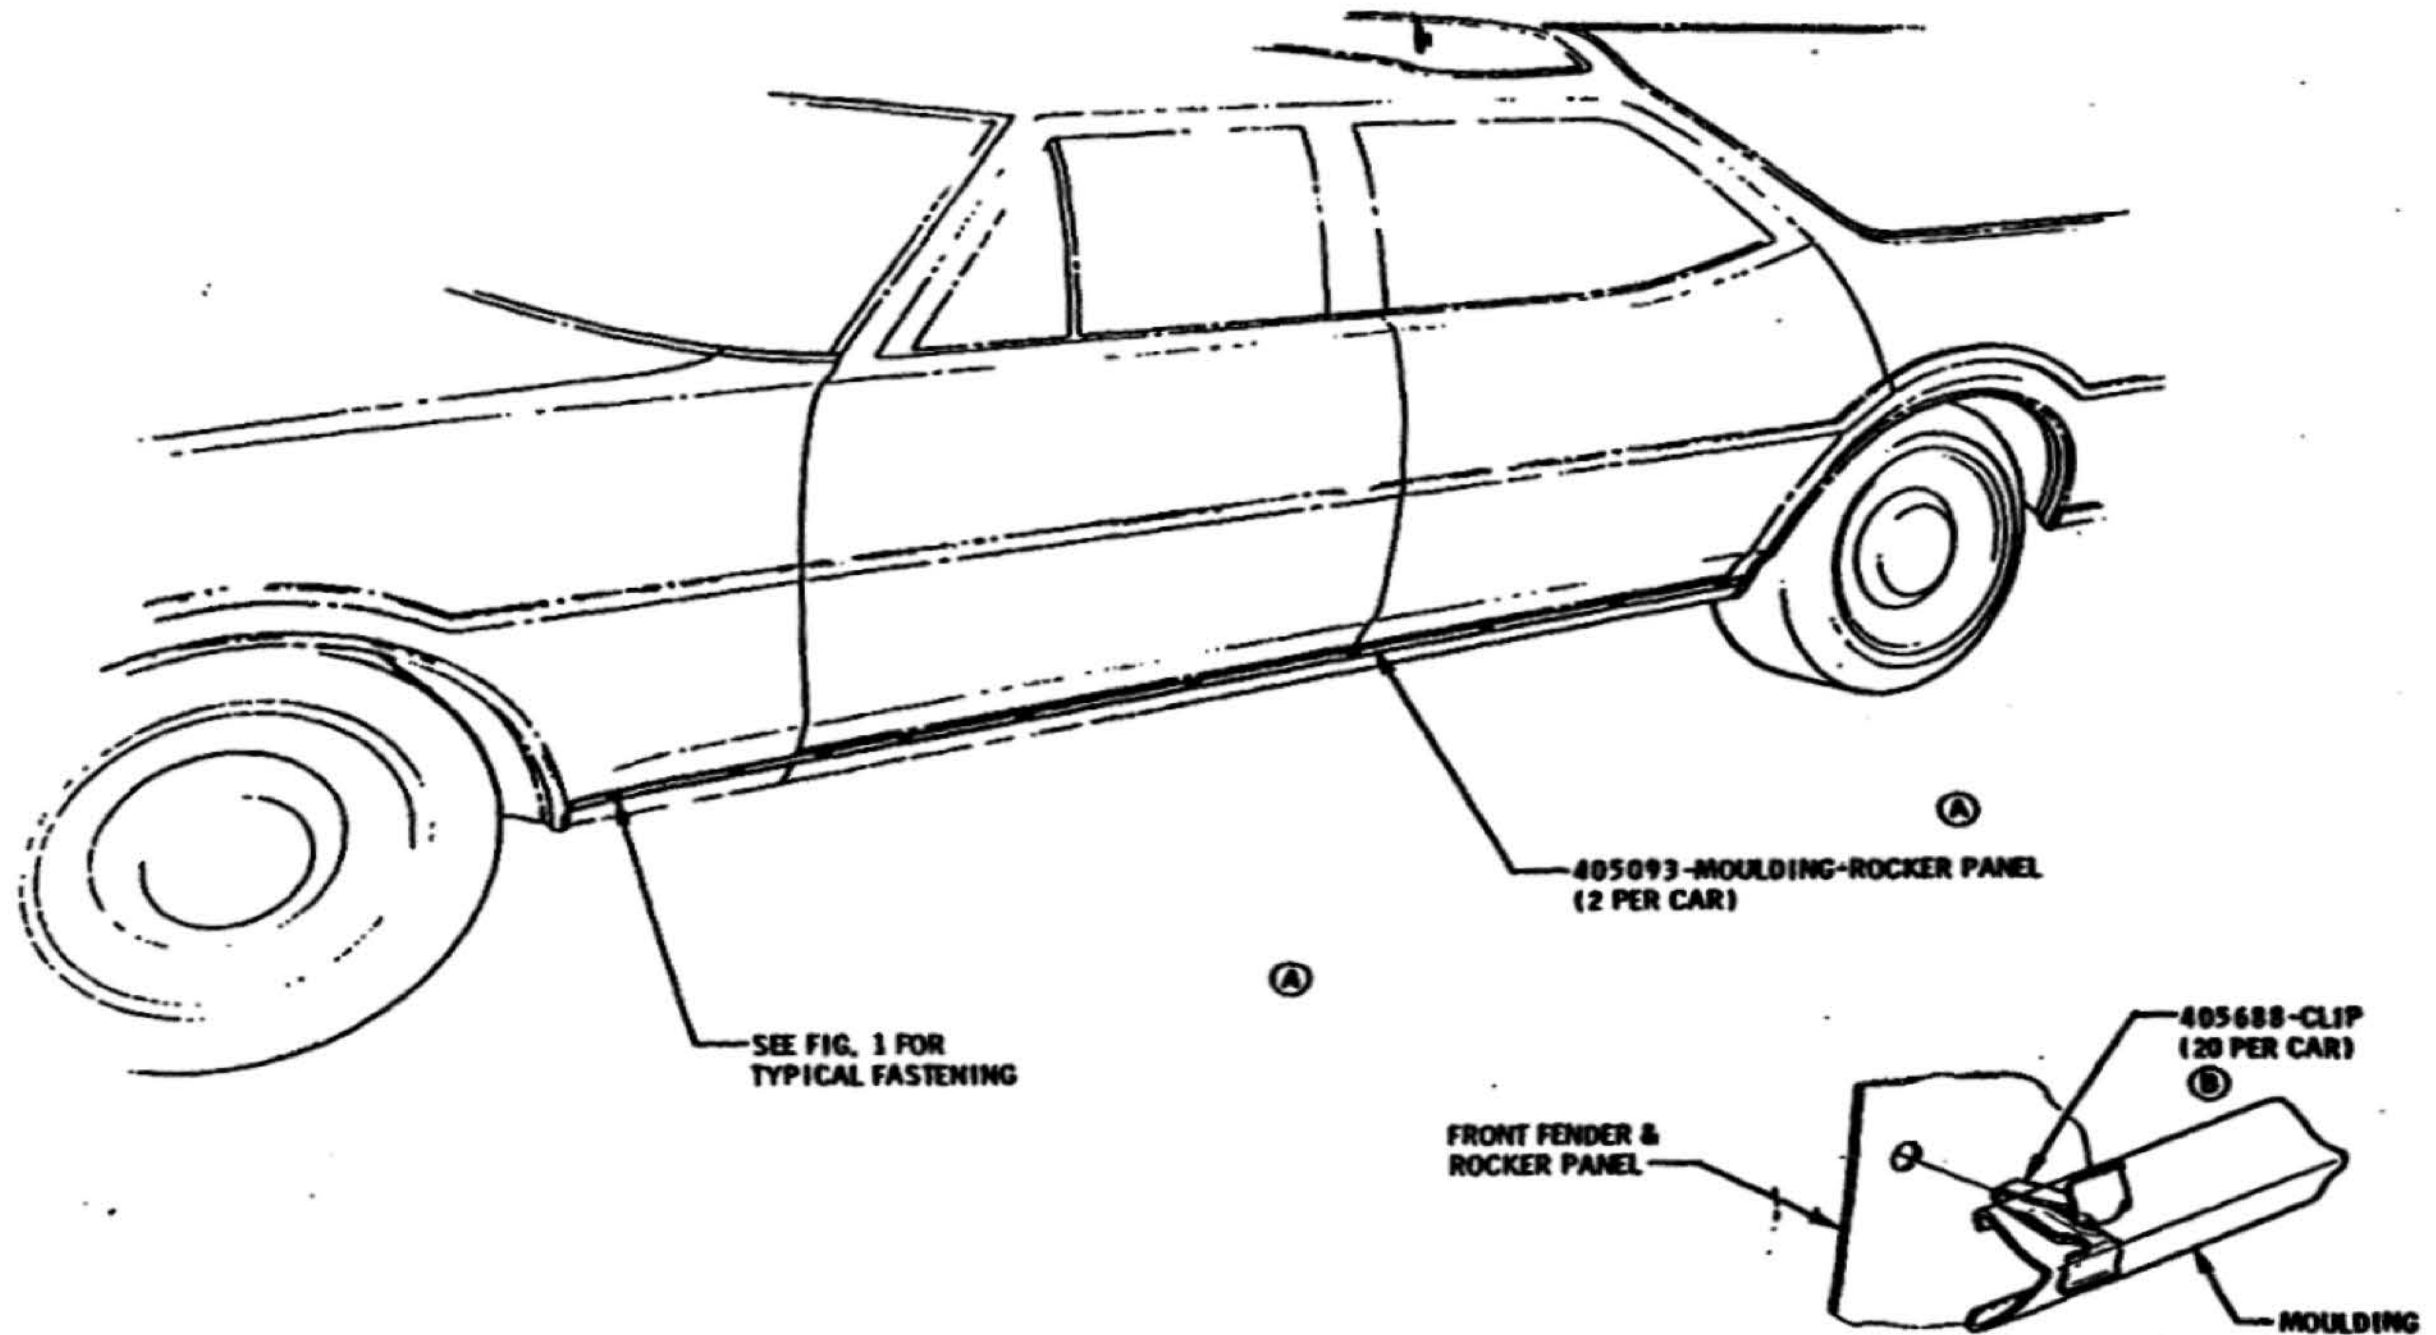 Ⓐ
405093-MOULDING-ROCKER PANEL
(2 PER CAR)
Ⓐ
SEE FIG. 1 FOR
TYPICAL FASTENING
405688-CLIP
(20 PER CAR)
Ⓑ
FRONT FENDER &
ROCKER PANEL
MOULDING